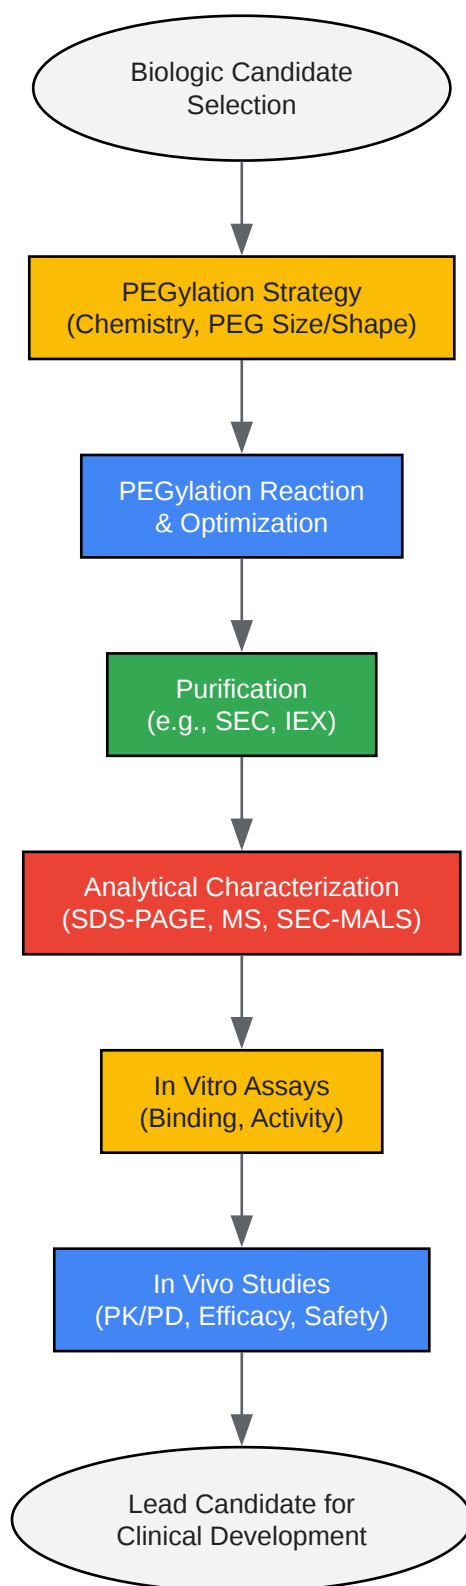 Biologic Candidate
Selection
PEGylation Strategy
(Chemistry, PEG Size/Shape)
PEGylation Reaction
& Optimization
Purification
(e.g., SEC, IEX)
Analytical Characterization
(SDS-PAGE, MS, SEC-MALS)
In Vitro Assays
(Binding, Activity)
In Vivo Studies
(PK/PD, Efficacy, Safety)
Lead Candidate for
Clinical Development